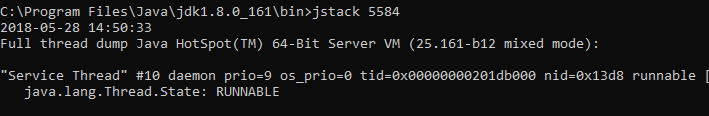 C:\Program Files\Java\jdk1.8.0_161\bin>jstack 5584
2018-05-28 14:50:33
Full thread dump Java HotSpot(TM) 64-Bit Server VM (25.161-b12 mixed mode):
"Service Thread" #10 daemon prio=9 os_prio=0 tid=0x00000000201db000 nid=0x13d8 runnable [
java.lang.Thread.State: RUNNABLE